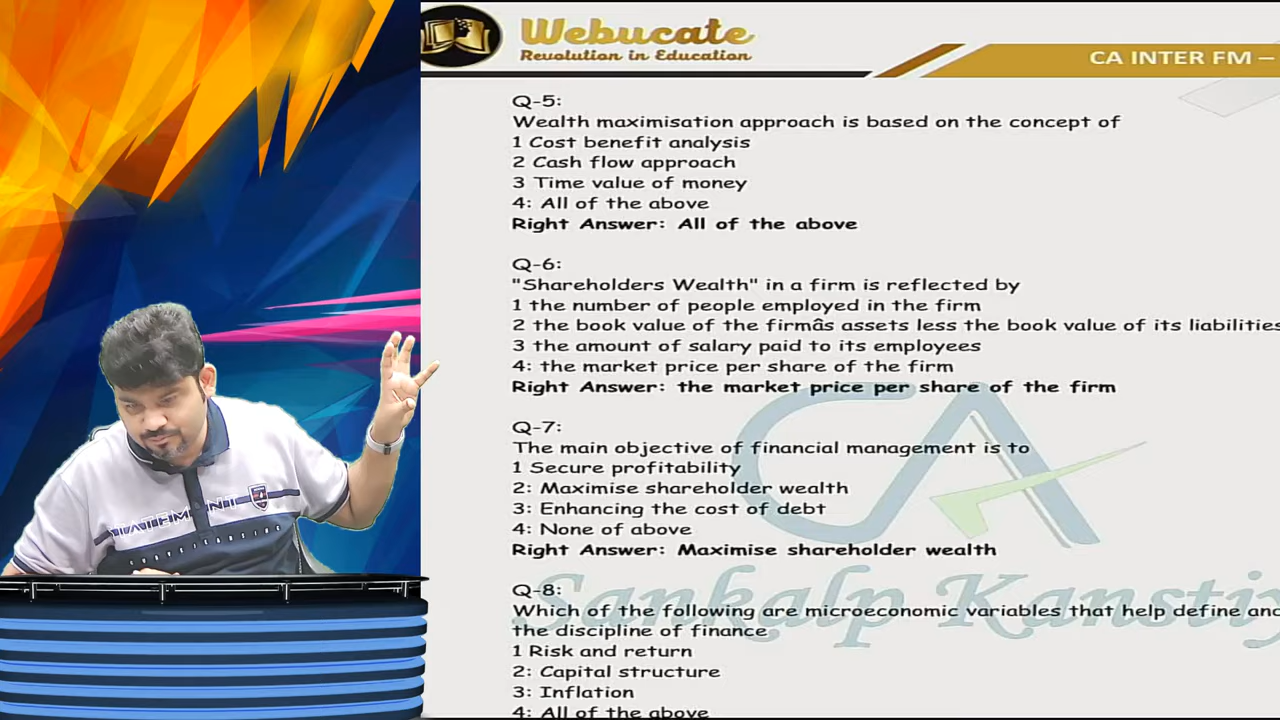 Webucate
Revolution in Education
CA INTER FM –
Q-5:
Wealth maximisation approach is based on the concept of
1 Cost benefit analysis
2 Cash flow approach
3 Time value of money
4: All of the above
Right Answer: All of the above
Q-6:
"Shareholders Wealth" in a firm is reflected by
1 the number of people employed in the firm
2 the book value of the firmâs assets less the book value of its liabilities
3 the amount of salary paid to its employees
4: the market price per share of the firm
Right Answer: the market price per share of the firm
Q-7:
The main objective of financial management is to
1 Secure profitability
2: Maximise shareholder wealth
3: Enhancing the cost of debt
4: None of above
Right Answer: Maximise shareholder wealth
Q-8:
Which of the following are microeconomic variables that help define and
the discipline of finance
1 Risk and return
2: Capital structure
3: Inflation
4: All of the above
CA
Sankalp Kanstiy